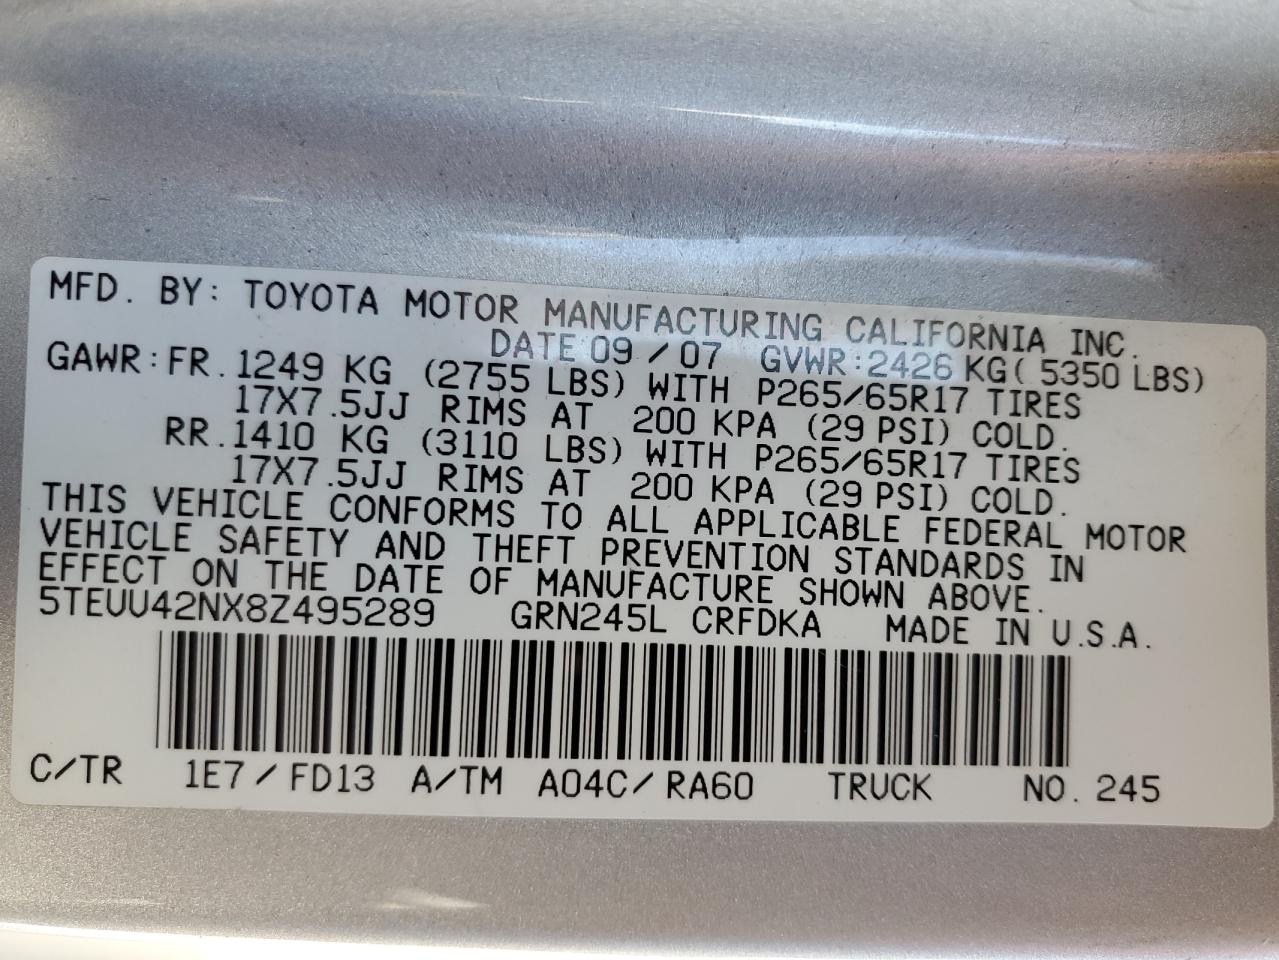 MFD. BY: TOYOTA MOTOR MANUFACTURING CALIFORNIA INC.
DATE 09 / 07 GVWR: 2426 KG( 5350 LBS)
GAWR: FR. 1249 KG (2755 LBS) WITH P265/65R17 TIRES
17X7.5JJ RIMS AT 200 KPA (29 PSI) COLD.
RR. 1410 KG (3110 LBS) WITH P265/65R17 TIRES
17X7.5JJ RIMS AT 200 KPA (29 PSI) COLD.
THIS VEHICLE CONFORMS TO ALL APPLICABLE FEDERAL MOTOR
VEHICLE SAFETY AND THEFT PREVENTION STANDARDS IN
EFFECT ON THE DATE OF MANUFACTURE SHOWN ABOVE.
5TEUU42NX8Z495289 GRN245L CRFDKA MADE IN U.S.A.
C/TR 1E7 / FD13 A/TM A04C/ RA60 TRUCK NO. 245